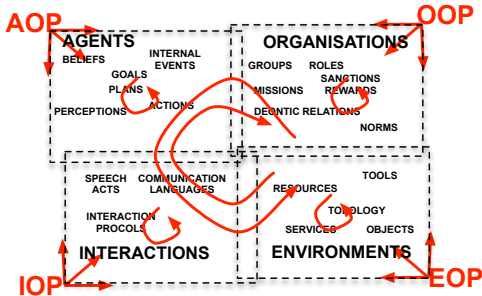 AOP
OOP
AGENTS
BELIEFS
INTERNAL
EVENTS
GOALS
PLANS
ACTIONS
PERCEPTIONS
ORGANISATIONS
GROUPS ROLES
SANCTIONS
MISSIONS REWARDS
DEONTIC RELATIONS
NORMS
SPEECH
ACTS
COMMUNICATION
LANGUAGES
INTERACTION
PROCOLS
INTERACTIONS
TOOLS
RESOURCES
TOPOLOGY
SERVICES OBJECTS
ENVIRONMENTS
IOP
EOP